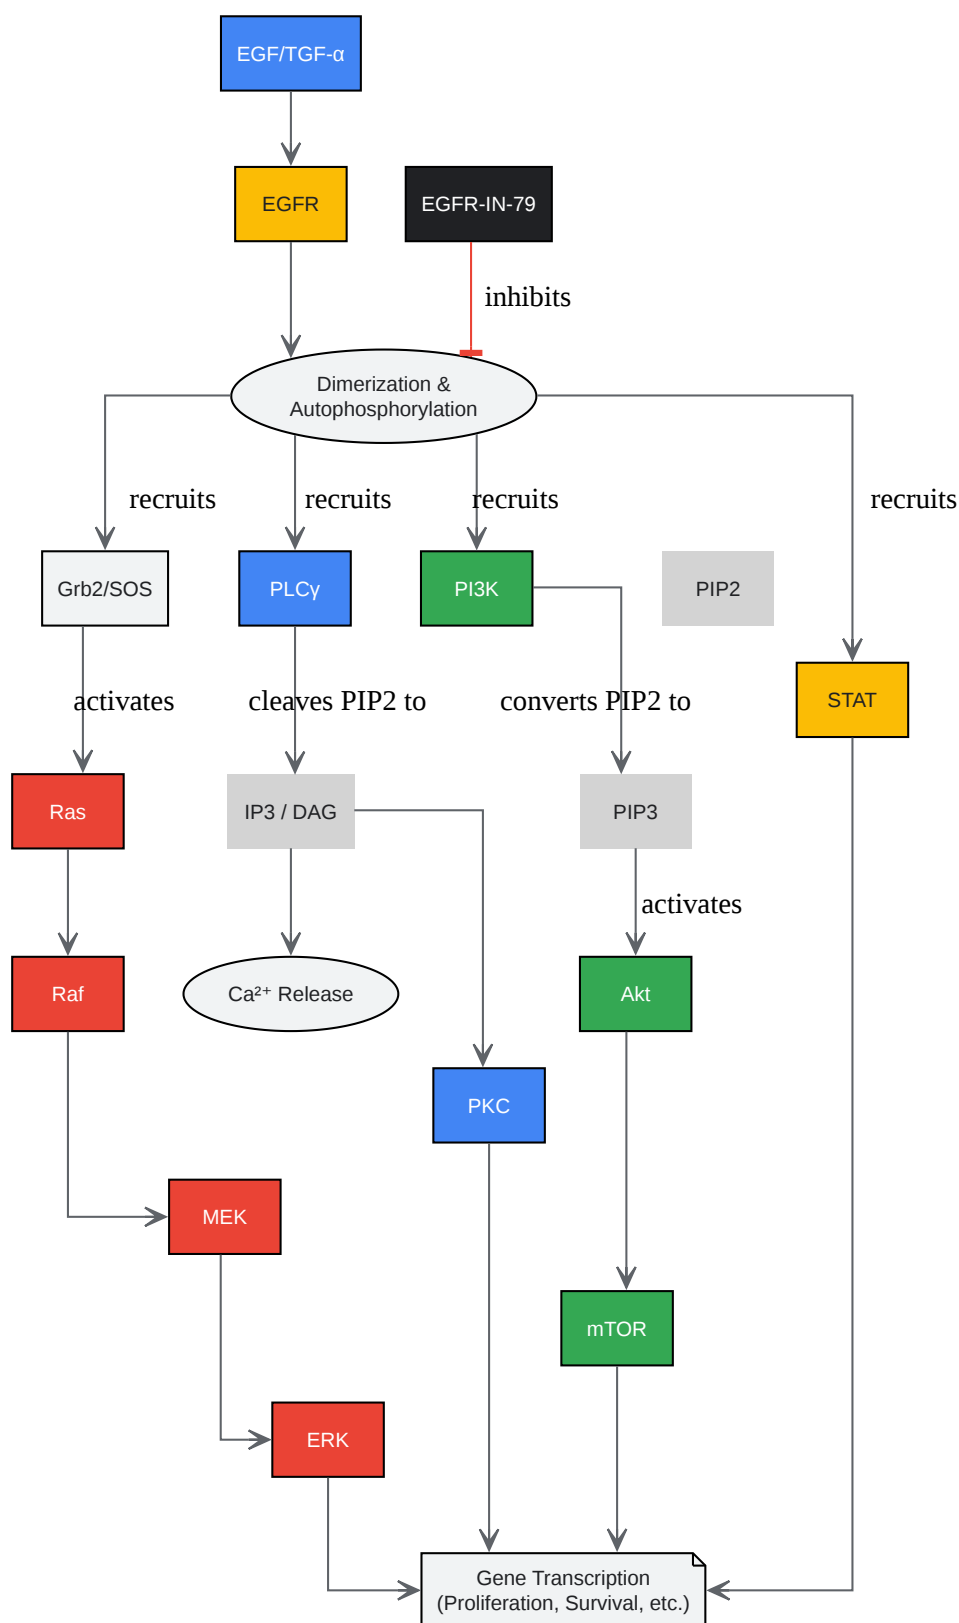 EGF/TGF-α
EGFR
EGFR-IN-79
inhibits
Dimerization &
Autophosphorylation
recruits
recruits
recruits
recruits
Grb2/SOS
PLCγ
PI3K
PIP2
activates
cleaves PIP2 to
converts PIP2 to
STAT
Ras
IP3 / DAG
PIP3
activates
Raf
Ca²⁺ Release
Akt
PKC
MEK
mTOR
ERK
Gene Transcription
(Proliferation, Survival, etc.)